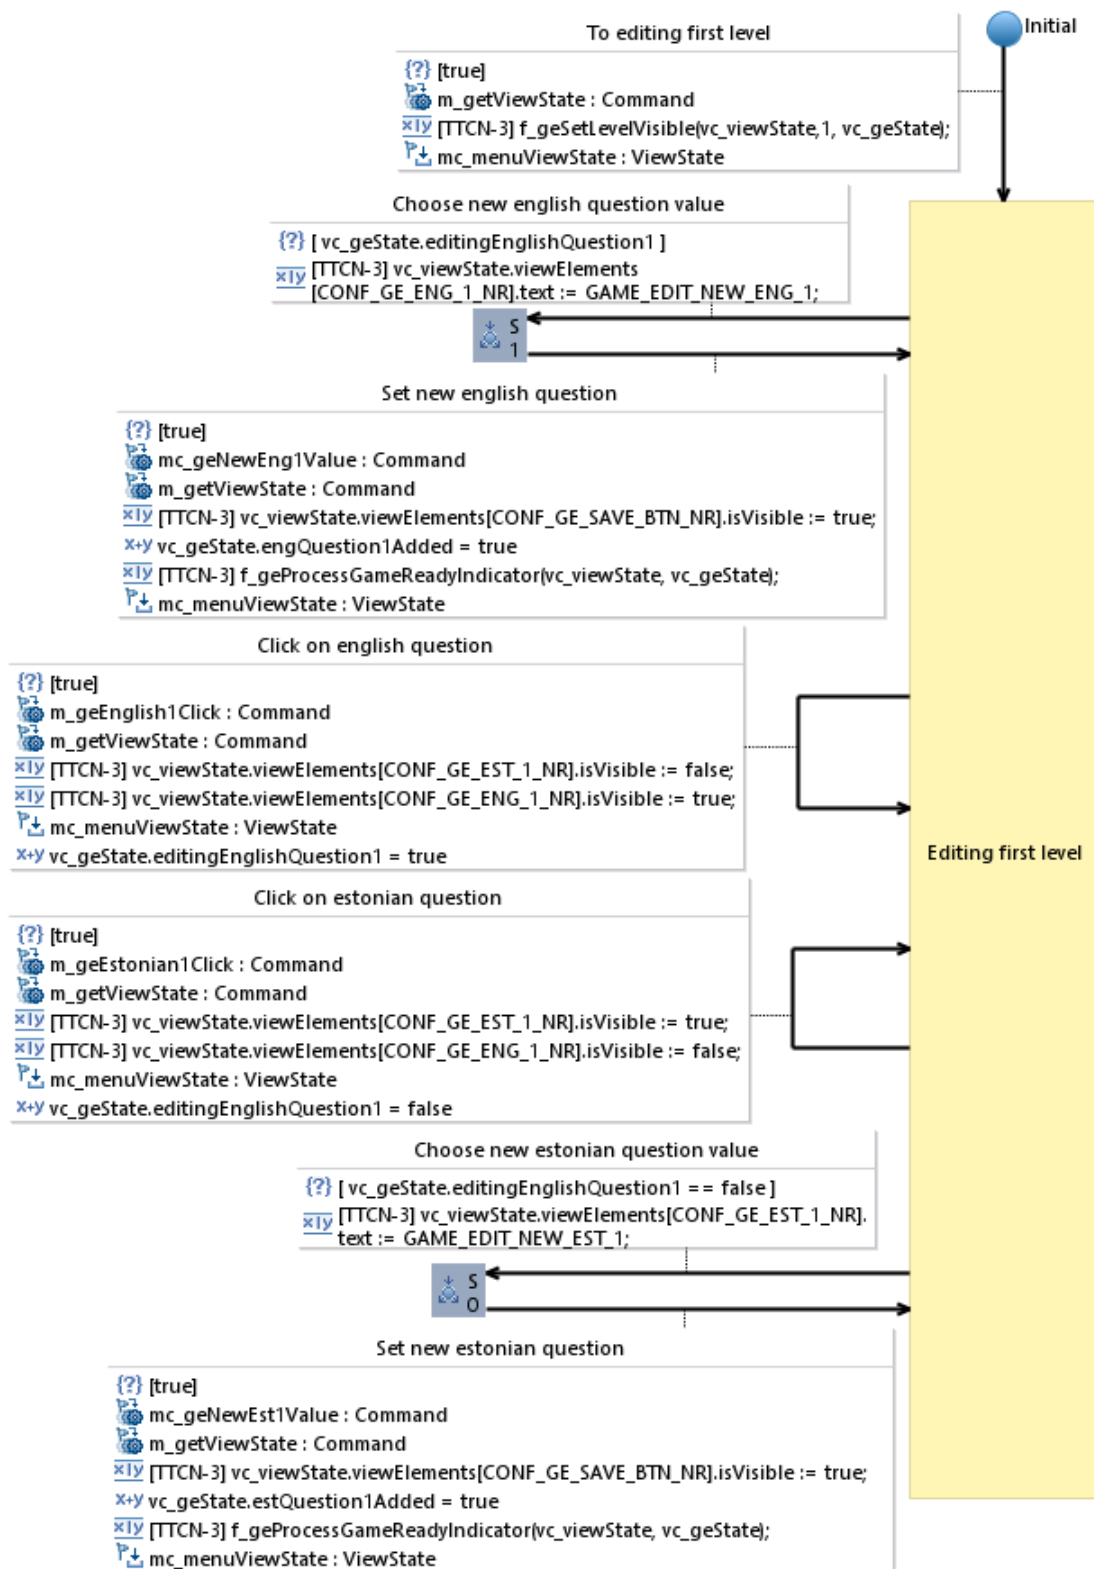 To editing first level
Initial
{?} [true]
m_getViewState : Command
x|y [TTCN-3] f_geSetLevelVisible(vc_viewState,1, vc_geState);
mc_menuViewState : ViewState
Choose new english question value
{?} [ vc_geState.editingEnglishQuestion1 ]
x|y [TTCN-3] vc_viewState.viewElements
[CONF_GE_ENG_1_NR].text := GAME_EDIT_NEW_ENG_1;
S
1
Set new english question
{?} [true]
mc_geNewEng1Value : Command
m_getViewState : Command
x|y [TTCN-3] vc_viewState.viewElements[CONF_GE_SAVE_BTN_NR].isVisible := true;
x+y vc_geState.engQuestion1Added = true
x|y [TTCN-3] f_geProcessGameReadyIndicator(vc_viewState, vc_geState);
mc_menuViewState : ViewState
Click on english question
{?} [true]
m_geEnglish1Click : Command
m_getViewState : Command
x|y [TTCN-3] vc_viewState.viewElements[CONF_GE_EST_1_NR].isVisible := false;
x|y [TTCN-3] vc_viewState.viewElements[CONF_GE_ENG_1_NR].isVisible := true;
mc_menuViewState : ViewState
x+y vc_geState.editingEnglishQuestion1 = true
Editing first level
Click on estonian question
{?} [true]
m_geEstonian1Click : Command
m_getViewState : Command
x|y [TTCN-3] vc_viewState.viewElements[CONF_GE_EST_1_NR].isVisible := true;
x|y [TTCN-3] vc_viewState.viewElements[CONF_GE_ENG_1_NR].isVisible := false;
mc_menuViewState : ViewState
x+y vc_geState.editingEnglishQuestion1 = false
Choose new estonian question value
{?} [ vc_geState.editingEnglishQuestion1 == false ]
x|y [TTCN-3] vc_viewState.viewElements[CONF_GE_EST_1_NR].
text := GAME_EDIT_NEW_EST_1;
S
0
Set new estonian question
{?} [true]
mc_geNewEst1Value : Command
m_getViewState : Command
x|y [TTCN-3] vc_viewState.viewElements[CONF_GE_SAVE_BTN_NR].isVisible := true;
x+y vc_geState.estQuestion1Added = true
x|y [TTCN-3] f_geProcessGameReadyIndicator(vc_viewState, vc_geState);
mc_menuViewState : ViewState